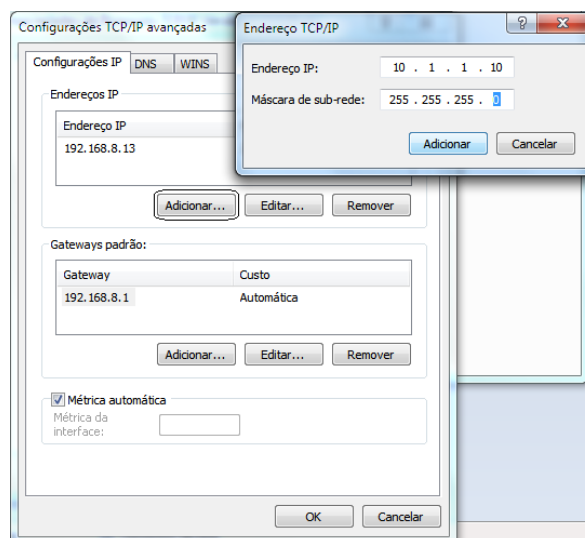 Configurações TCP/IP avançadas
Endereço TCP/IP
Endereço IP:
10 . 1 . 1 . 10
Máscara de sub-rede:
255 . 255 . 255 . 0
Adicionar
Cancelar
Configurações IP
DNS
WINS
Endereços IP
Endereço IP
192.168.8.13
Adicionar...
Editar...
Remover
Gateways padrão:
Gateway
Custo
192.168.8.1
Automática
Adicionar...
Editar...
Remover
Métrica automática
Métrica da
interface:
OK
Cancelar